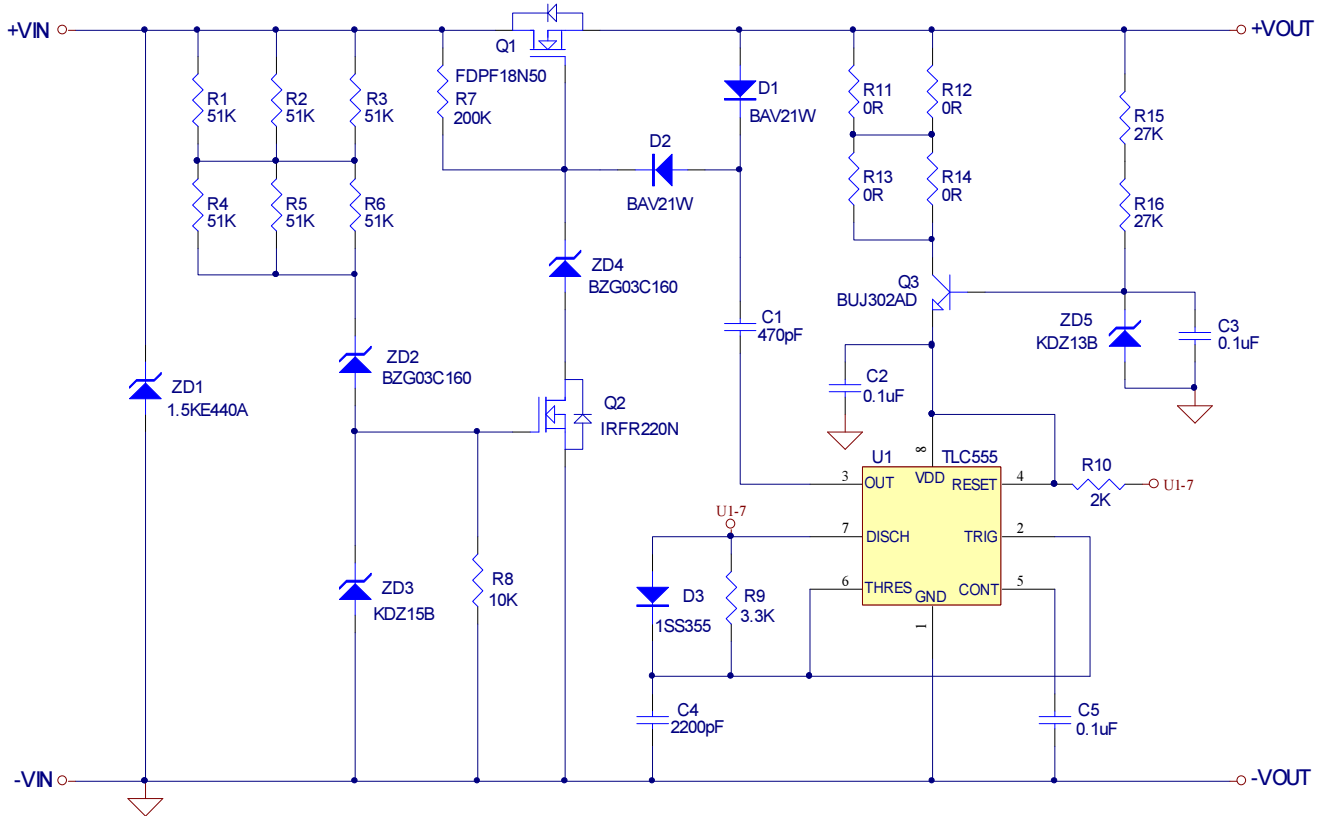 +VIN
+VOUT
Q1
FDPF18N50
R1
51K
R2
51K
R3
51K
R7
200K
D1
BAV21W
R11
0R
R12
0R
R15
27K
D2
BAV21W
R4
51K
R5
51K
R6
51K
R13
0R
R14
0R
R16
27K
ZD4
BZG03C160
Q3
BUJ302AD
C1
470pF
ZD5
KDZ13B
C3
0.1uF
ZD2
BZG03C160
ZD1
1.5KE440A
C2
0.1uF
Q2
IRFR220N
U1
8
TLC555
R10
2K
U1-7
3
OUT
VDD
RESET
4
U1-7
7
DISCH
TRIG
2
6
THRES
GND
CONT
5
1
ZD3
KDZ15B
R8
10K
D3
1SS355
R9
3.3K
C4
2200pF
C5
0.1uF
-VIN
-VOUT